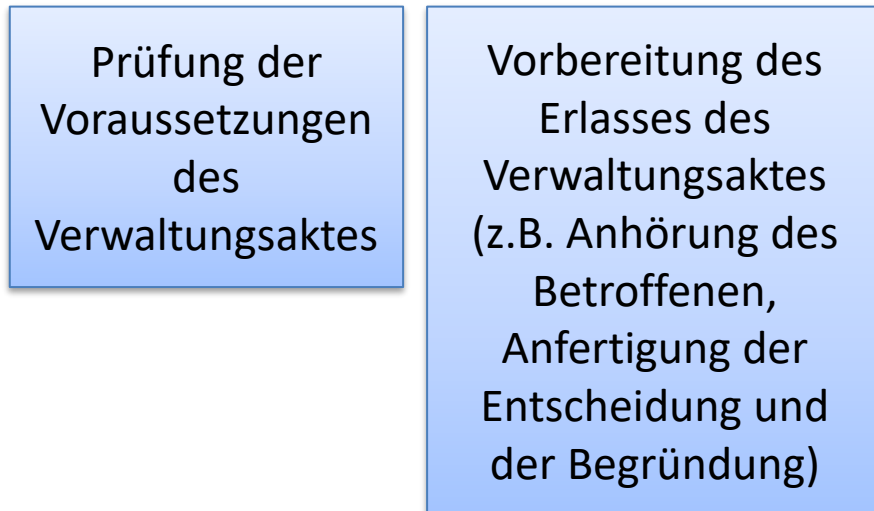 Prüfung der
Voraussetzungen
des
Verwaltungsaktes
Vorbereitung des
Erlasses des
Verwaltungsaktes
(z.B. Anhörung des
Betroffenen,
Anfertigung der
Entscheidung und
der Begründung)